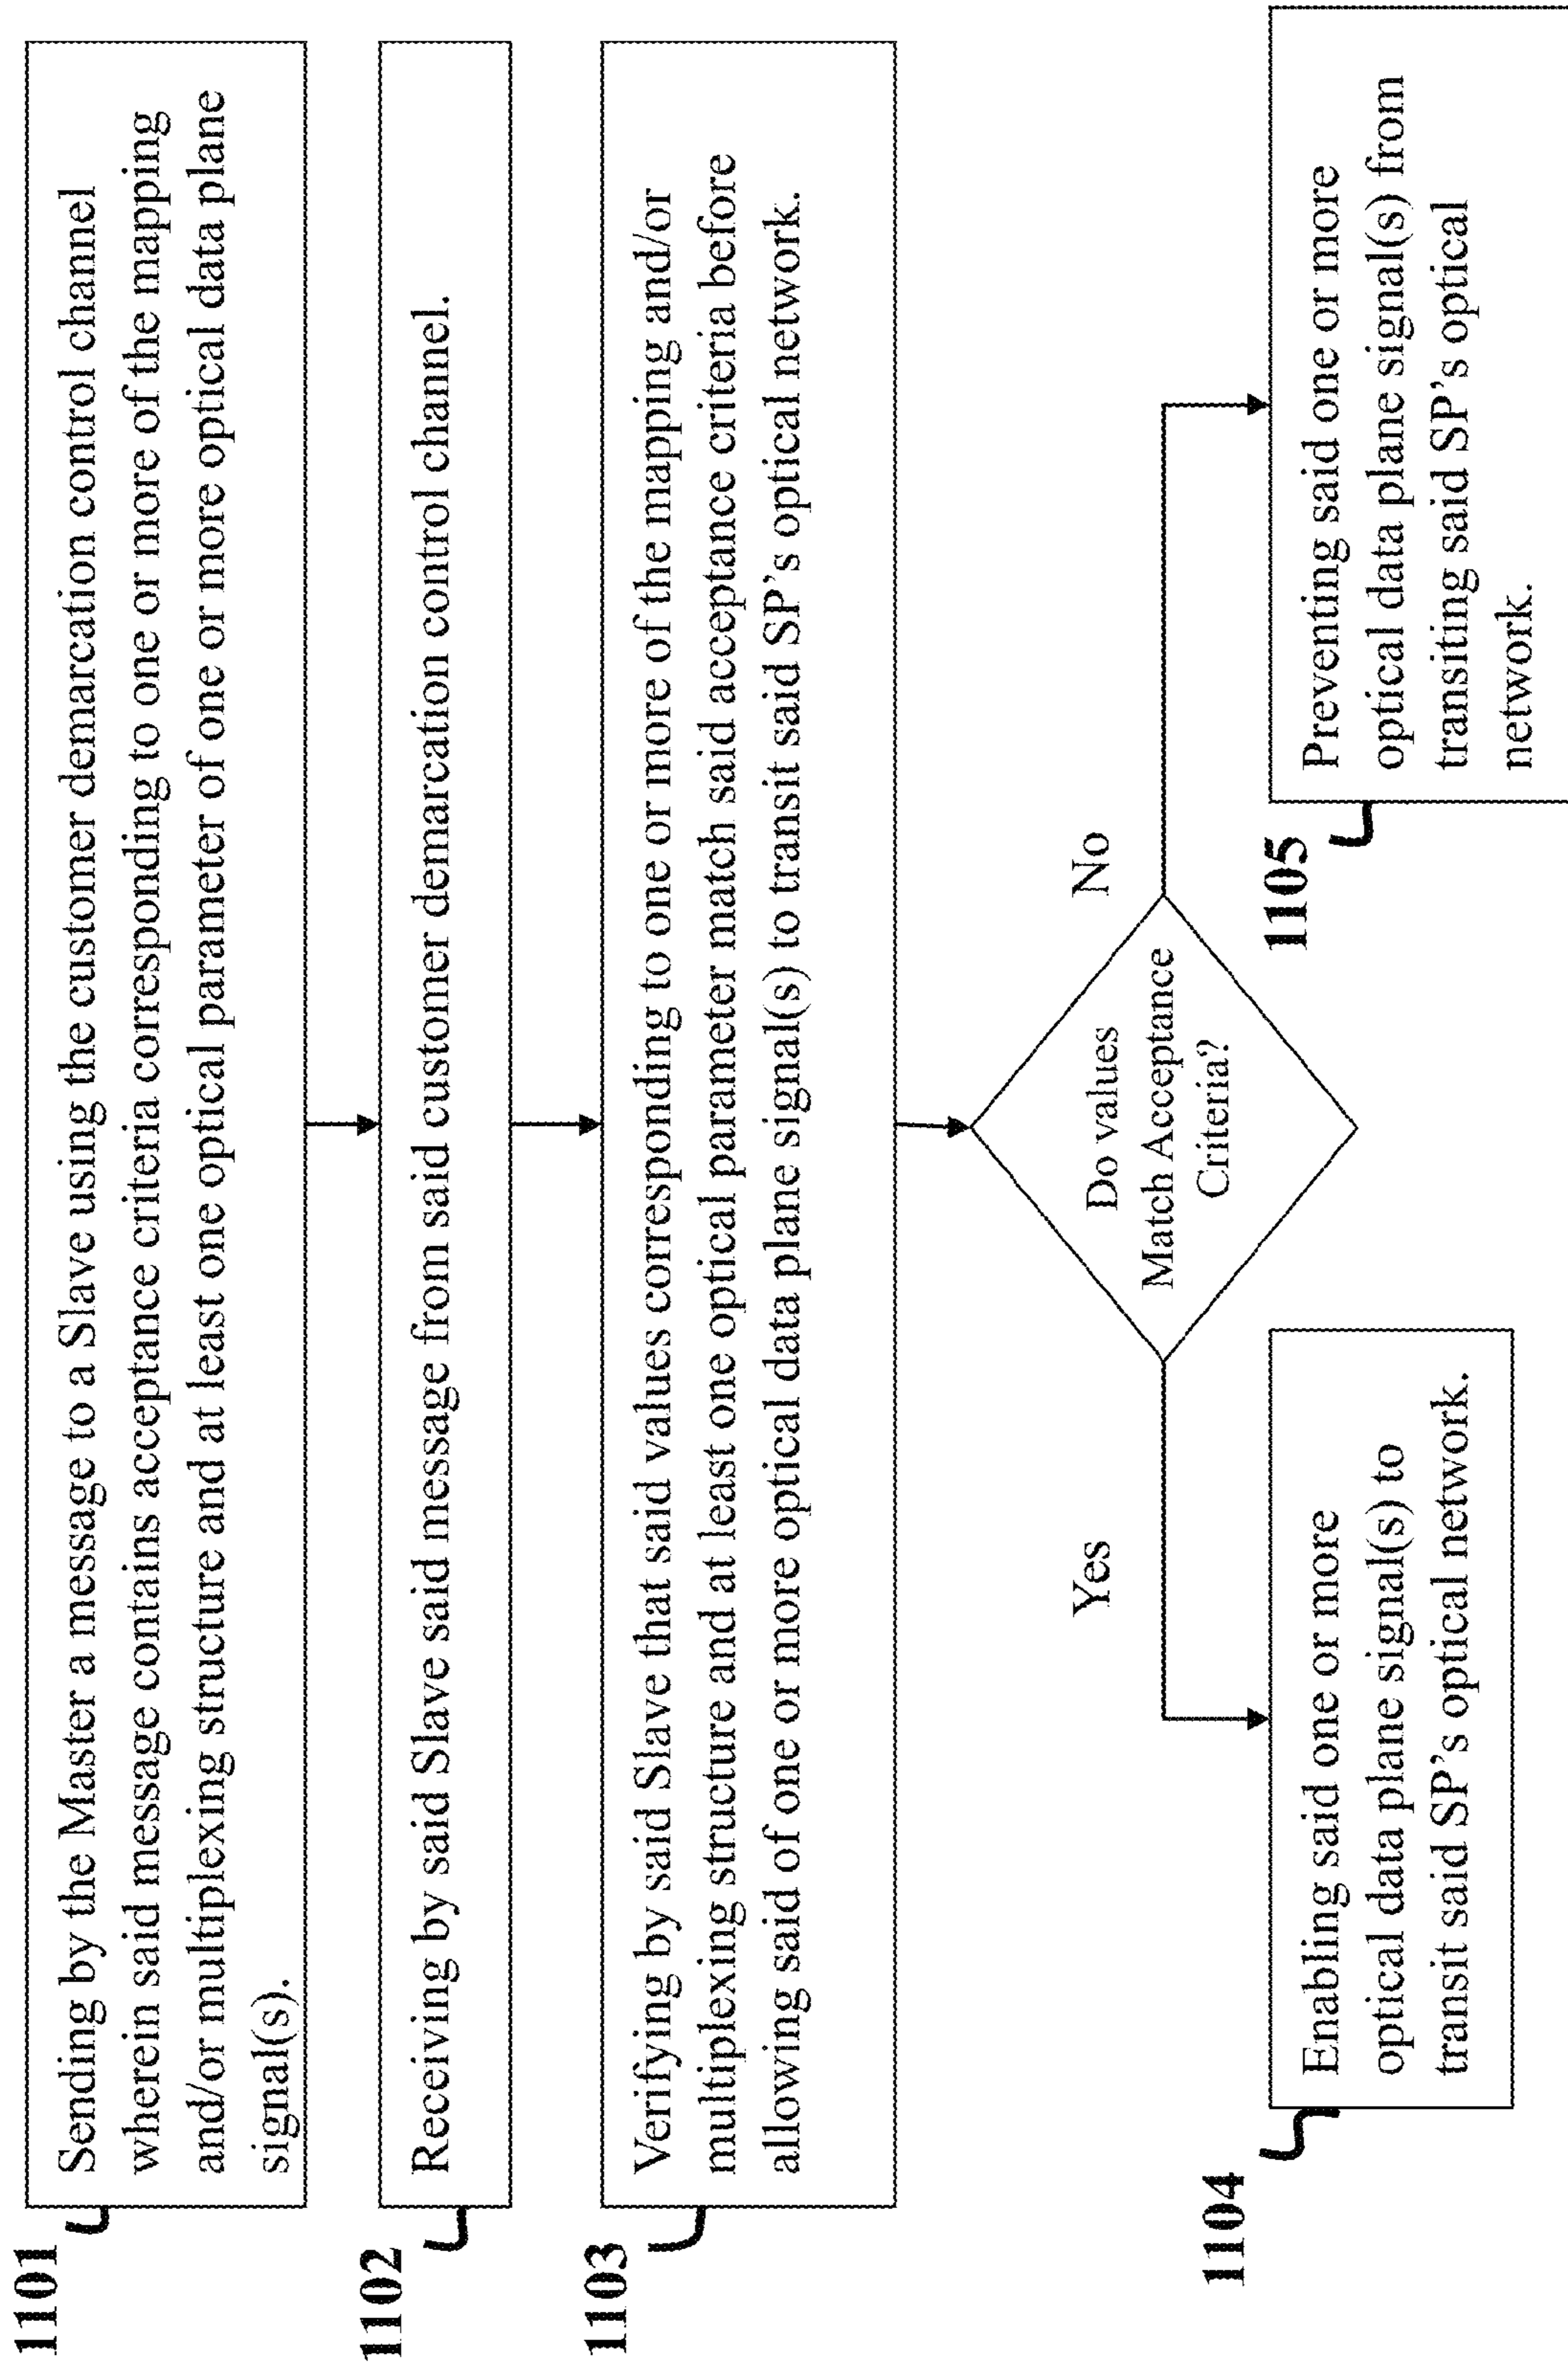 1101
Sending by the Master a message to a Slave using the customer demarcation control channel
wherein said message contains acceptance criteria corresponding to one or more of the mapping
and/or multiplexing structure and at least one optical parameter of one or more optical data plane
signal(s).
1102
Receiving by said Slave said message from said customer demarcation control channel.
1103
Verifying by said Slave that said values corresponding to one or more of the mapping and/or
multiplexing structure and at least one optical parameter match said acceptance criteria before
allowing said of one or more optical data plane signal(s) to transit said SP's optical network.
Do values
Match Acceptance
Criteria?
Yes
No
1104
Enabling said one or more
optical data plane signal(s) to
transit said SP's optical network.
1105
Preventing said one or more
optical data plane signal(s) from
transiting said SP's optical
network.